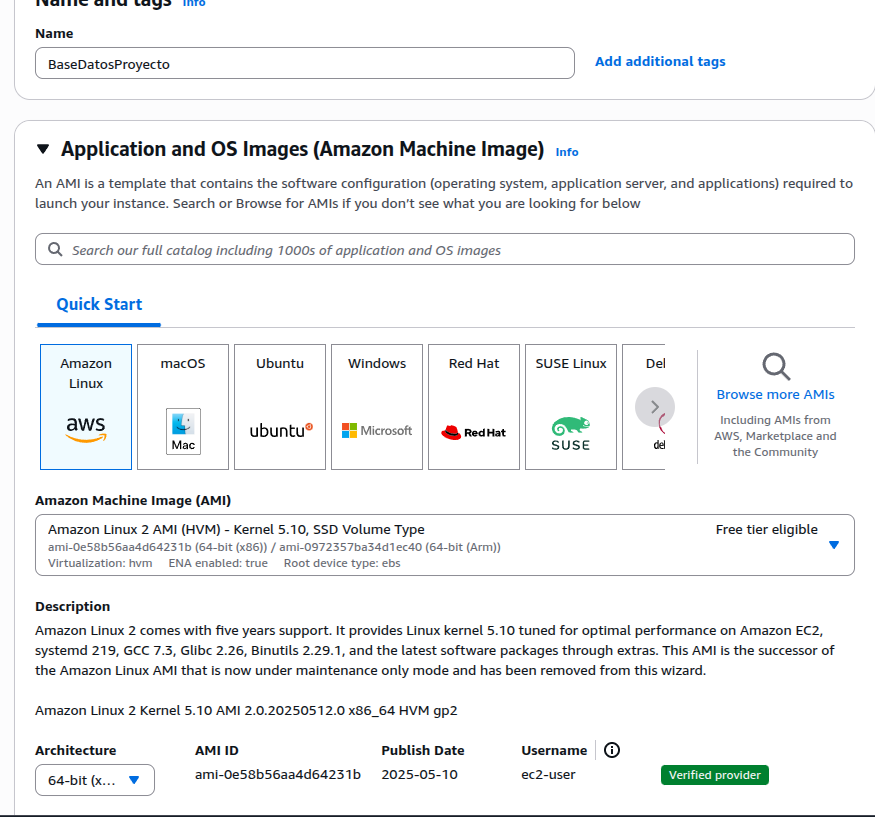 Name and tags Info
Name
BaseDatosProyecto
Add additional tags
Application and OS Images (Amazon Machine Image) Info
An AMI is a template that contains the software configuration (operating system, application server, and applications) required to
launch your instance. Search or Browse for AMIs if you don't see what you are looking for below
Search our full catalog including 1000s of application and OS images
Quick Start
Amazon
Linux
aws
macOS
Mac
Ubuntu
ubuntu
Windows
Microsoft
Red Hat
RedHat
SUSE Linux
SUSE
Del
del
Browse more AMIs
Including AMIs from
AWS, Marketplace and
the Community
Amazon Machine Image (AMI)
Amazon Linux 2 AMI (HVM) - Kernel 5.10, SSD Volume Type
Free tier eligible
ami-0e58b56aa4d64231b (64-bit (x86)) / ami-0972357ba34d1ec40 (64-bit (Arm))
Virtualization: hvm ENA enabled: true Root device type: ebs
Description
Amazon Linux 2 comes with five years support. It provides Linux kernel 5.10 tuned for optimal performance on Amazon EC2,
systemd 219, GCC 7.3, Glibc 2.26, Binutils 2.29.1, and the latest software packages through extras. This AMI is the successor of
the Amazon Linux AMI that is now under maintenance only mode and has been removed from this wizard.
Amazon Linux 2 Kernel 5.10 AMI 2.0.20250512.0 x86_64 HVM gp2
Architecture AMI ID Publish Date Username
64-bit (x... ami-0e58b56aa4d64231b 2025-05-10 ec2-user Verified provider